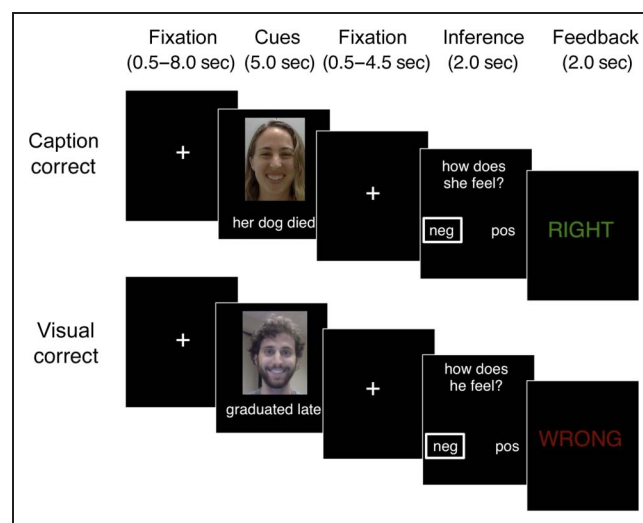 Fixation Cues Fixation Inference Feedback
(0.5–8.0 sec) (5.0 sec) (0.5–4.5 sec) (2.0 sec) (2.0 sec)
Caption
correct
her dog died
how does
she feel?
neg pos
RIGHT
Visual
correct
graduated late
how does
he feel?
neg pos
WRONG